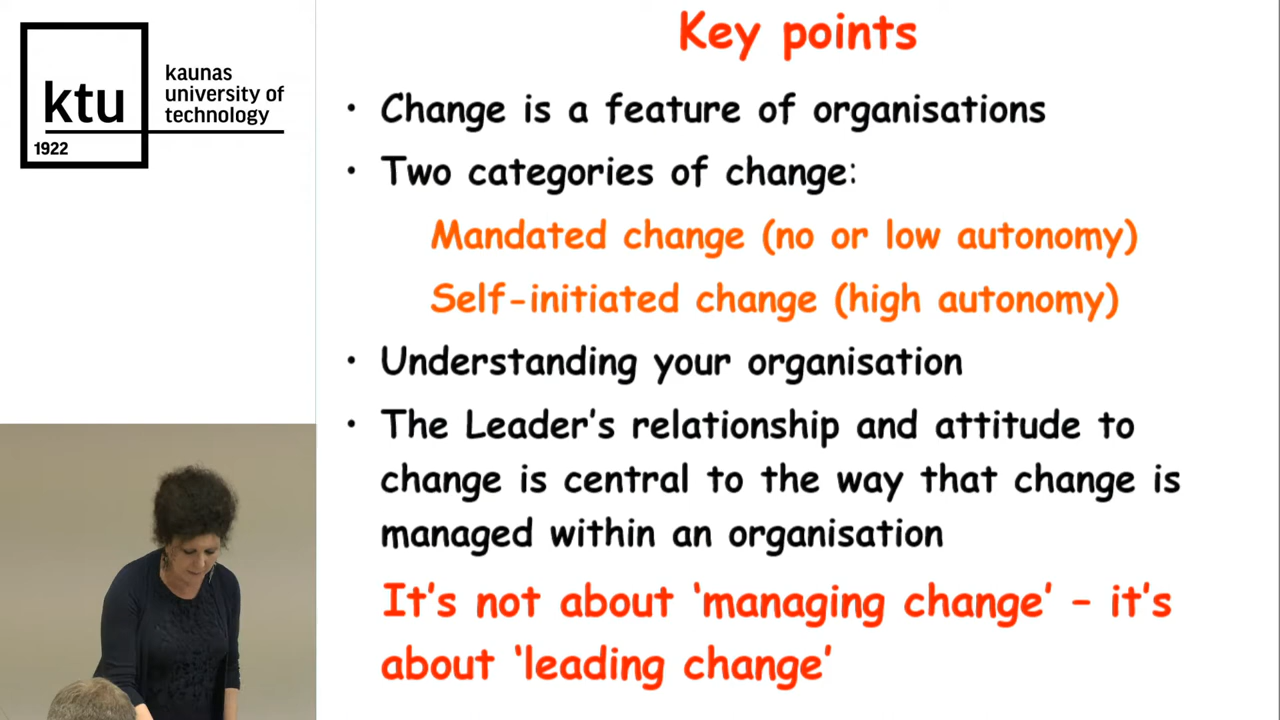 ktu
1922
kaunas
university of
technology
Key points
• Change is a feature of organisations
• Two categories of change:
Mandated change (no or low autonomy)
Self-initiated change (high autonomy)
• Understanding your organisation
• The Leader's relationship and attitude to
change is central to the way that change is
managed within an organisation
It's not about ‘managing change’ – it's
about ‘leading change’